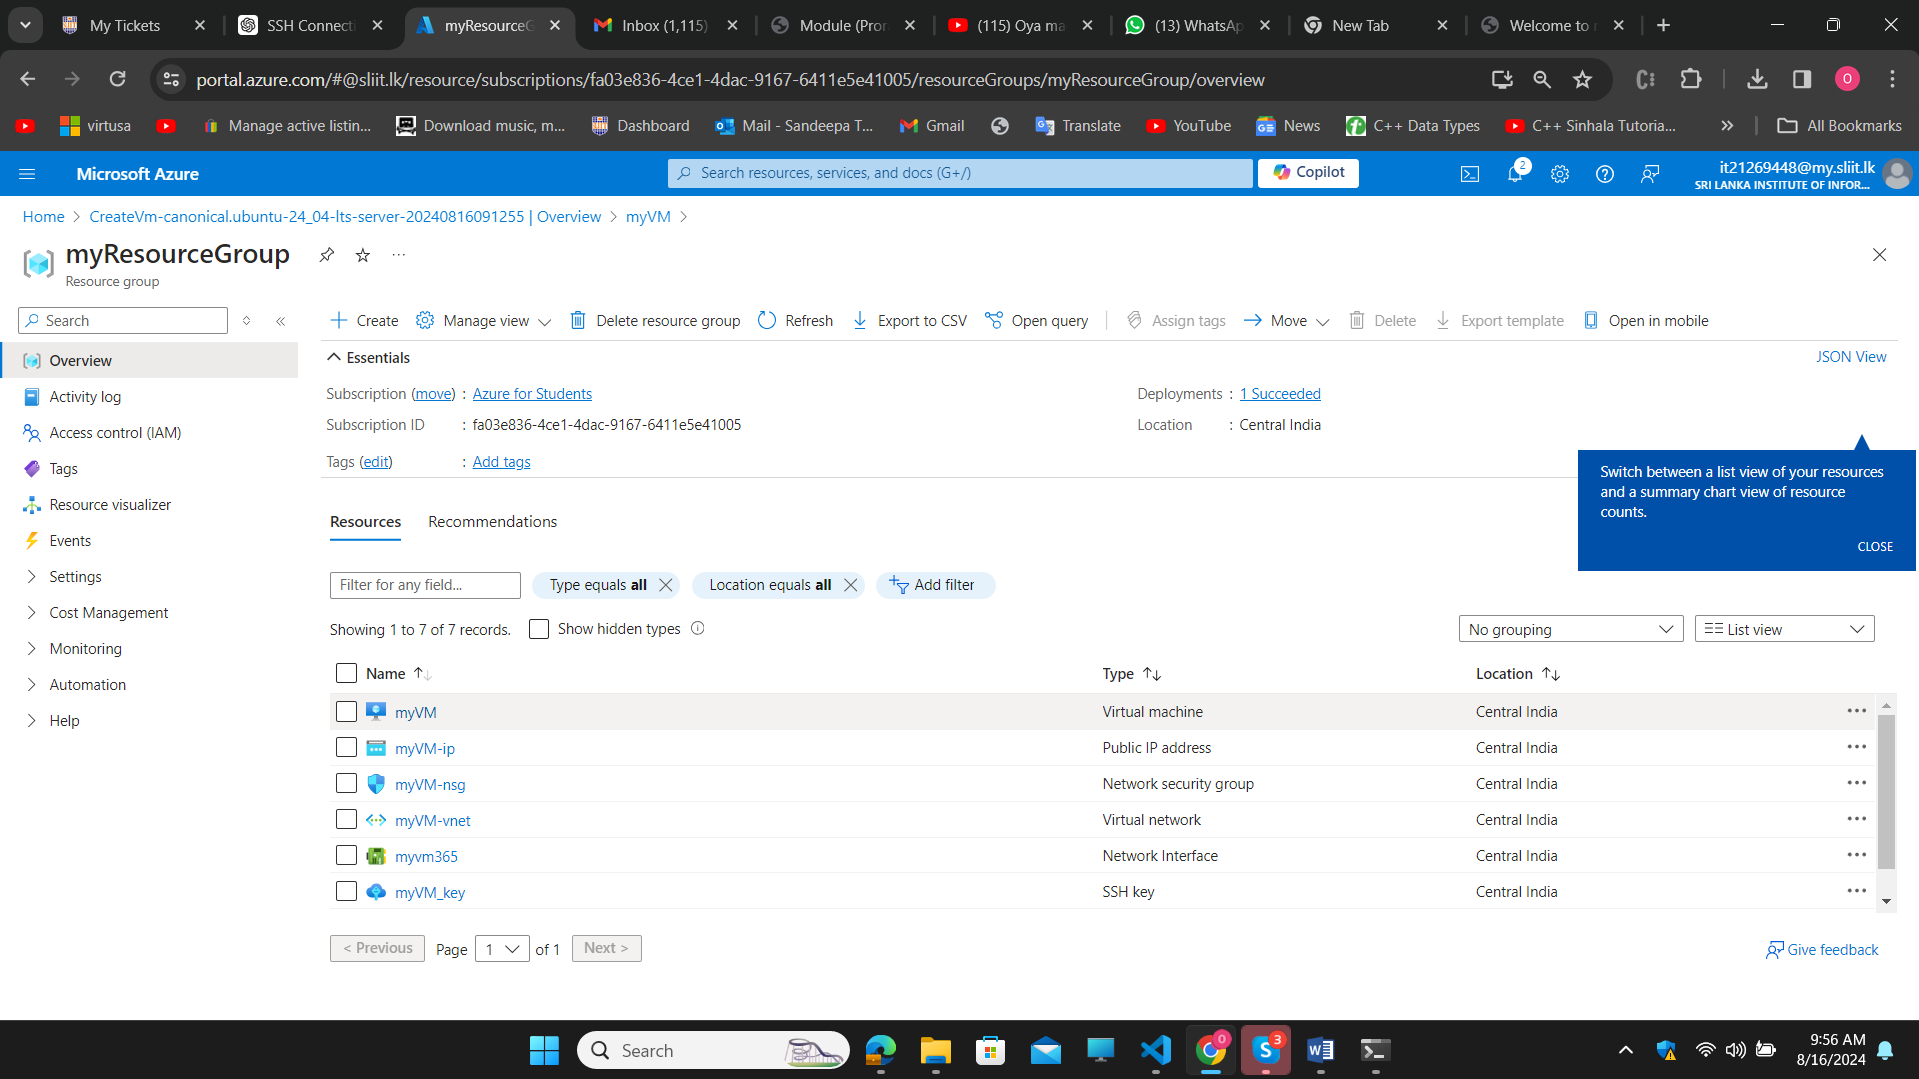 My Tickets
SSH Connecti
myResourceG
Inbox (1,115)
Module (Pron
(115) Oya ma
(13) WhatsAp
New Tab
Welcome to n
portal.azure.com/#@sliit.lk/resource/subscriptions/fa03e836-4ce1-4dac-9167-6411e5e41005/resourceGroups/myResourceGroup/overview
O
virtusa
Manage active listin...
Download music, m...
Dashboard
Mail - Sandeepa T...
Gmail
Translate
YouTube
News
C++ Data Types
C++ Sinhala Tutoria...
All Bookmarks
Microsoft Azure
Search resources, services, and docs (G+/)
Copilot
2
it21269448@my.sliit.lk
SRI LANKA INSTITUTE OF INFOR...
Home > CreateVm-canonical.ubuntu-24_04-lts-server-20240816091255 | Overview > myVM >
myResourceGroup
Resource group
Search
Create
Manage view
Delete resource group
Refresh
Export to CSV
Open query
Assign tags
Move
Delete
Export template
Open in mobile
Overview
Activity log
Access control (IAM)
Tags
Resource visualizer
Events
Settings
Cost Management
Monitoring
Automation
Help
Essentials
JSON View
Subscription (move) : Azure for Students
Deployments : 1 Succeeded
Subscription ID : fa03e836-4ce1-4dac-9167-6411e5e41005
Location : Central India
Tags (edit) : Add tags
Switch between a list view of your resources
and a summary chart view of resource
counts.
CLOSE
Resources
Recommendations
Filter for any field...
Type equals all
Location equals all
Add filter
Showing 1 to 7 of 7 records.
Show hidden types
No grouping
List view
Name
Type
Location
myVM Virtual machine Central India
myVM-ip Public IP address Central India
myVM-nsg Network security group Central India
myVM-vnet Virtual network Central India
myvm365 Network Interface Central India
myVM_key SSH key Central India
< Previous
Page 1 of 1
Next >
Give feedback
Search
0
3
9:56 AM
8/16/2024